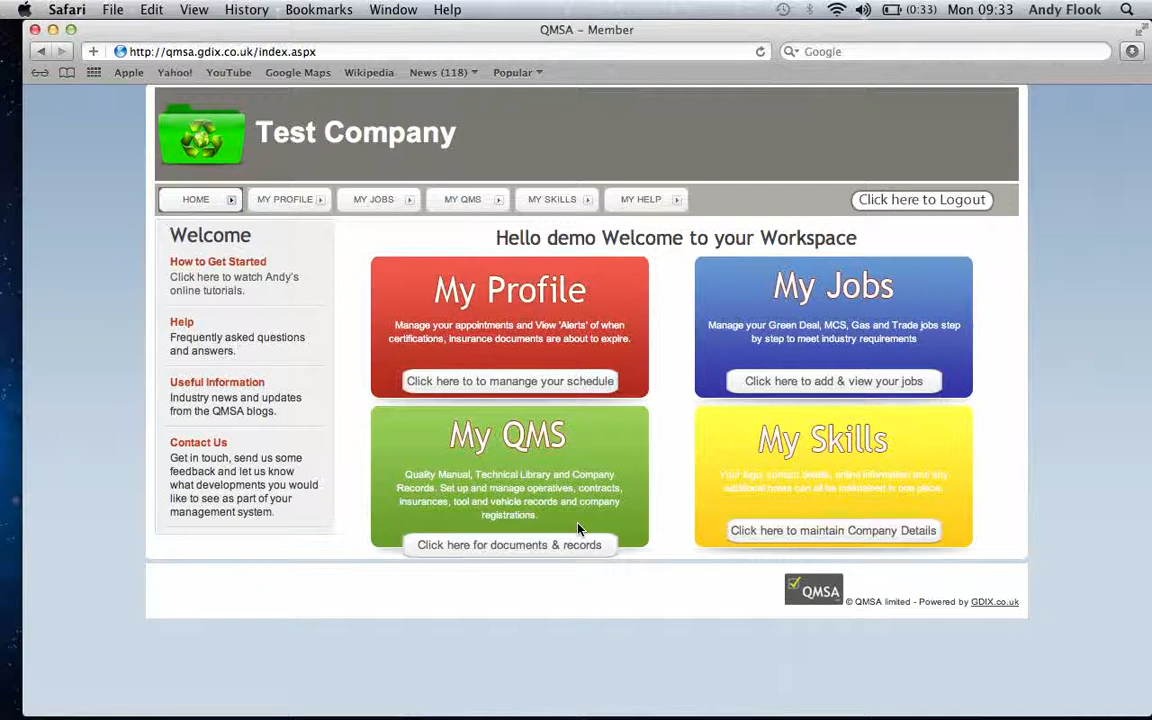 Safari File Edit View History Bookmarks Window Help (0:33) Mon 09:33 Andy Flook
QMSA – Member
http://qmsa.gdix.co.uk/index.aspx Google
Apple Yahoo! YouTube Google Maps Wikipedia News (118) Popular
Test Company
HOME MY PROFILE MY JOBS MY QMS MY SKILLS MY HELP Click here to Logout
Welcome
How to Get Started
Click here to watch Andy's
online tutorials.
Help
Frequently asked questions
and answers.
Useful Information
Industry news and updates
from the QMSA blogs.
Contact Us
Get in touch, send us some
feedback and let us know
what developments you would
like to see as part of your
management system.
Hello demo Welcome to your Workspace
My Profile
Manage your appointments and View 'Alerts' of when
certifications, insurance documents are about to expire.
Click here to to manange your schedule
My Jobs
Manage your Green Deal, MCS, Gas and Trade jobs step
by step to meet industry requirements
Click here to add & view your jobs
My QMS
Quality Manual, Technical Library and Company
Records. Set up and manage operatives, contracts,
insurances, tool and vehicle records and company
registrations.
Click here for documents & records
My Skills
Your logo, contact details, online information and any
additional notes can all be maintained in one place.
Click here to maintain Company Details
QMSA © QMSA limited - Powered by GDIX.co.uk